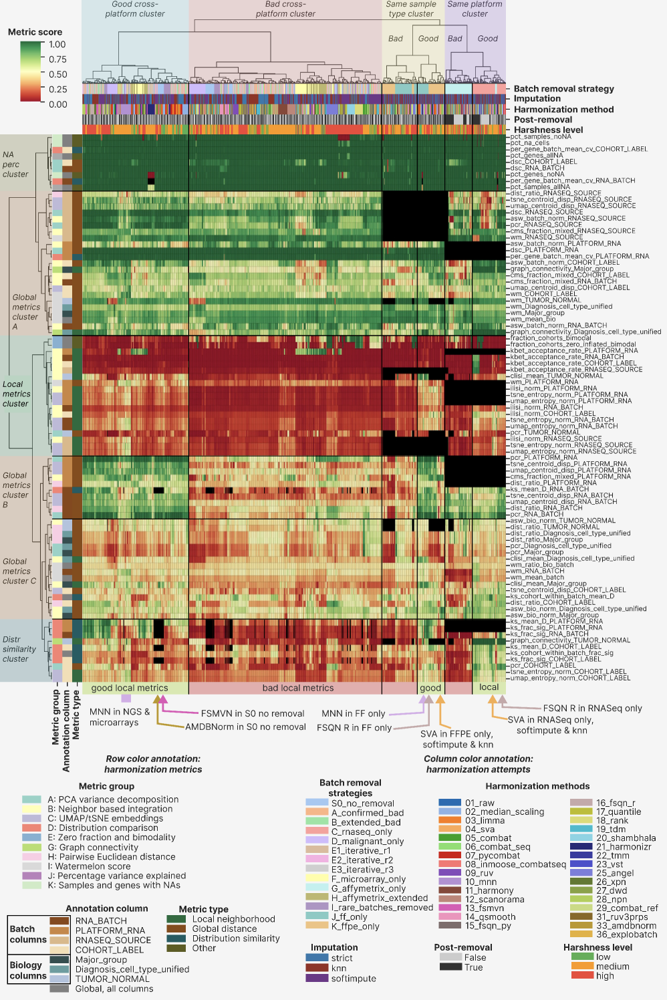 Good cross-
platform cluster
Bad cross-
platform cluster
Same sample
type cluster
Same platform
cluster
Bad
Good
Bad
Good
Metric score
1.00
0.75
0.50
0.25
0.00
Batch removal strategy
Imputation
Harmonization method
Post-removal
Harshness level
NA
perc
cluster
Global
metrics
cluster
A
Local
metrics
cluster
Global
metrics
cluster
B
Global
metrics
cluster C
Distr
similarity
cluster
pct_samples_noNA
pct_na_cells
per_gene_batch_mean_cv_COHORT_LABEL
pct_genes_allNA
dsc_COHORT_LABEL
dsc_RNA_BATCH
pct_genes_noNA
per_gene_batch_mean_cv_RNA_BATCH
pct_samples_allNA
dist_ratio_RNASEQ_SOURCE
tsne_centroid_disp_RNASEQ_SOURCE
umap_centroid_disp_RNASEQ_SOURCE
dsc_RNASEQ_SOURCE
asw_batch_norm_RNASEQ_SOURCE
pcr_RNASEQ_SOURCE
cms_fraction_mixed_RNASEQ_SOURCE
wm_RNASEQ_SOURCE
asw_batch_norm_PLATFORM_RNA
dsc_PLATFORM_RNA
per_gene_batch_mean_cv_PLATFORM_RNA
asw_batch_norm_COHORT_LABEL
graph_connectivity_Major_group
cms_fraction_mixed_COHORT_LABEL
cms_fraction_mixed_RNA_BATCH
umap_centroid_disp_COHORT_LABEL
wm_COHORT_LABEL
wm_TUMOR_NORMAL
wm_Diagnosis_cell_type_unified
wm_Major_group
wm_mean_bio
asw_batch_norm_RNA_BATCH
graph_connectivity_Diagnosis_cell_type_unified
fraction_cohorts_bimodal
fraction_cohorts_zero_inflated_bimodal
kbet_acceptance_rate_PLATFORM_RNA
kbet_acceptance_rate_RNA_BATCH
kbet_acceptance_rate_COHORT_LABEL
kbet_acceptance_rate_RNASEQ_SOURCE
clisi_mean_TUMOR_NORMAL
wm_PLATFORM_RNA
ilisi_norm_PLATFORM_RNA
tsne_entropy_norm_PLATFORM_RNA
umap_entropy_norm_PLATFORM_RNA
ilisi_norm_RNA_BATCH
ilisi_norm_COHORT_LABEL
tsne_entropy_norm_RNA_BATCH
umap_entropy_norm_RNA_BATCH
pcr_TUMOR_NORMAL
ilisi_norm_RNASEQ_SOURCE
tsne_entropy_norm_RNASEQ_SOURCE
umap_entropy_norm_RNASEQ_SOURCE
pcr_PLATFORM_RNA
tsne_centroid_disp_PLATFORM_RNA
umap_centroid_disp_PLATFORM_RNA
cms_fraction_mixed_PLATFORM_RNA
dist_ratio_PLATFORM_RNA
ks_mean_D_RNA_BATCH
tsne_centroid_disp_RNA_BATCH
umap_centroid_disp_RNA_BATCH
dist_ratio_RNA_BATCH
pcr_RNA_BATCH
asw_bio_norm_TUMOR_NORMAL
dist_ratio_TUMOR_NORMAL
dist_ratio_Diagnosis_cell_type_unified
dist_ratio_Major_group
pcr_Diagnosis_cell_type_unified
pcr_Major_group
clisi_mean_Diagnosis_cell_type_unified
wm_ratio_bio_batch
wm_RNA_BATCH
wm_mean_batch
clisi_mean_Major_group
tsne_centroid_disp_COHORT_LABEL
ks_cohort_within_batch_mean_D
dist_ratio_COHORT_LABEL
asw_bio_norm_Diagnosis_cell_type_unified
asw_bio_norm_Major_group
ks_mean_D_PLATFORM_RNA
ks_frac_sig_PLATFORM_RNA
ks_frac_sig_RNA_BATCH
graph_connectivity_TUMOR_NORMAL
ks_mean_D_COHORT_LABEL
ks_cohort_within_batch_frac_sig
ks_frac_sig_COHORT_LABEL
pcr_COHORT_LABEL
tsne_entropy_norm_COHORT_LABEL
umap_entropy_norm_COHORT_LABEL
good local metrics
bad local metrics
good
local
Metric group
Annotation column
Metric type
MNN in NGS &
microarrays
FSMVN in S0 no removal
AMDBNorm in S0 no removal
MNN in FF only
FSQN R in FF only
SVA in FFPE only,
softimpute & knn
FSQN R in RNASeq only
SVA in RNASeq only,
softimpute & knn
Row color annotation:
harmonization metrics
Column color annotation:
harmonization attempts
Metric group
A: PCA variance decomposition
B: Neighbor based integration
C: UMAP/tSNE embeddings
D: Distribution comparison
E: Zero fraction and bimodality
G: Graph connectivity
H: Pairwise Euclidean distance
I: Watermelon score
J: Percentage variance explained
K: Samples and genes with NAs
Annotation column
Batch
columns
RNA_BATCH
PLATFORM_RNA
RNASEQ_SOURCE
COHORT_LABEL
Biology
columns
Major_group
Diagnosis_cell_type_unified
TUMOR_NORMAL
Global, all columns
Metric type
Local neighborhood
Global distance
Distribution similarity
Other
Batch removal
strategies
S0_no_removal
A_confirmed_bad
B_extended_bad
C_rnaseq_only
D_malignant_only
E1_iterative_r1
E2_iterative_r2
E3_iterative_r3
F_microarray_only
G_affymetrix_only
H_affymetrix_extended
I_rare_batches_removed
J_ff_only
K_ffpe_only
Harmonization methods
01_raw
02_median_scaling
03_limma
04_sva
05_combat
06_combat_seq
07_pycombat
08_inmoose_combatseq
09_ruv
10_mnn
11_harmony
12_scanorama
13_fsmvn
14_qsmooth
15_fsqn_py
16_fsqn_r
17_quantile
18_rank
19_tdm
20_shambhala
21_harmonizr
22_tmm
23_vst
25_angel
26_xpn
27_dwd
28_npn
29_combat_ref
31_ruv3prps
33_amdbnorm
36_explobatch
Imputation
strict
knn
softimpute
Post-removal
False
True
Harshness level
low
medium
high